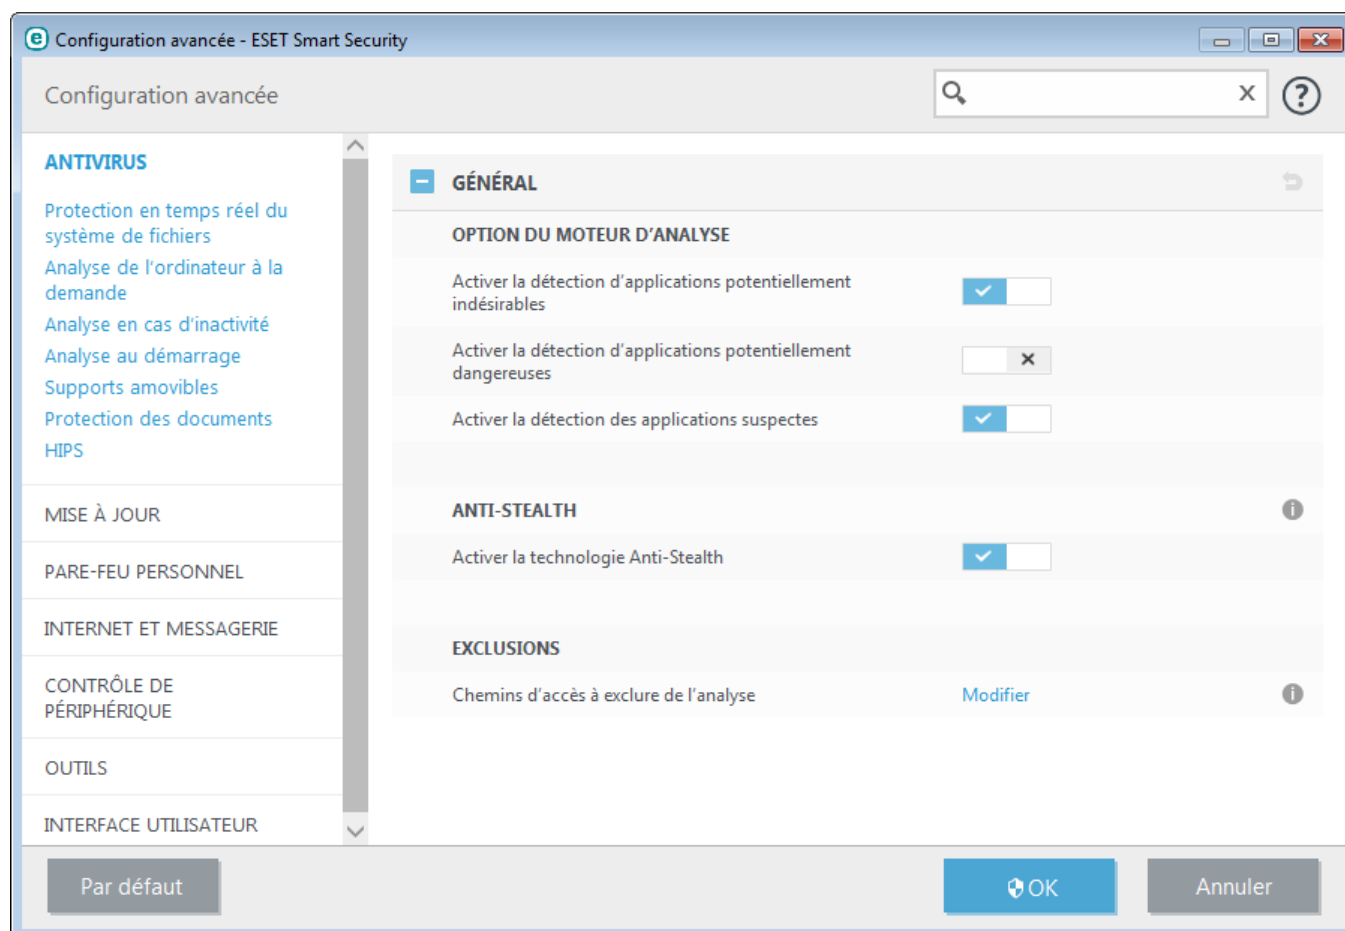 Configuration avancée - ESET Smart Security
Configuration avancée
ANTIVIRUS
Protection en temps réel du
système de fichiers
Analyse de l'ordinateur à la
demande
Analyse en cas d'inactivité
Analyse au démarrage
Supports amovibles
Protection des documents
HIPS
MISE À JOUR
PARE-FEU PERSONNEL
INTERNET ET MESSAGERIE
CONTRÔLE DE
PÉRIPHÉRIQUE
OUTILS
INTERFACE UTILISATEUR
GÉNÉRAL
OPTION DU MOTEUR D'ANALYSE
Activer la détection d'applications potentiellement
indésirables
Activer la détection d'applications potentiellement
dangereuses
Activer la détection des applications suspectes
ANTI-STEALTH
Activer la technologie Anti-Stealth
EXCLUSIONS
Chemins d'accès à exclure de l'analyse Modifier
Par défaut
OK
Annuler